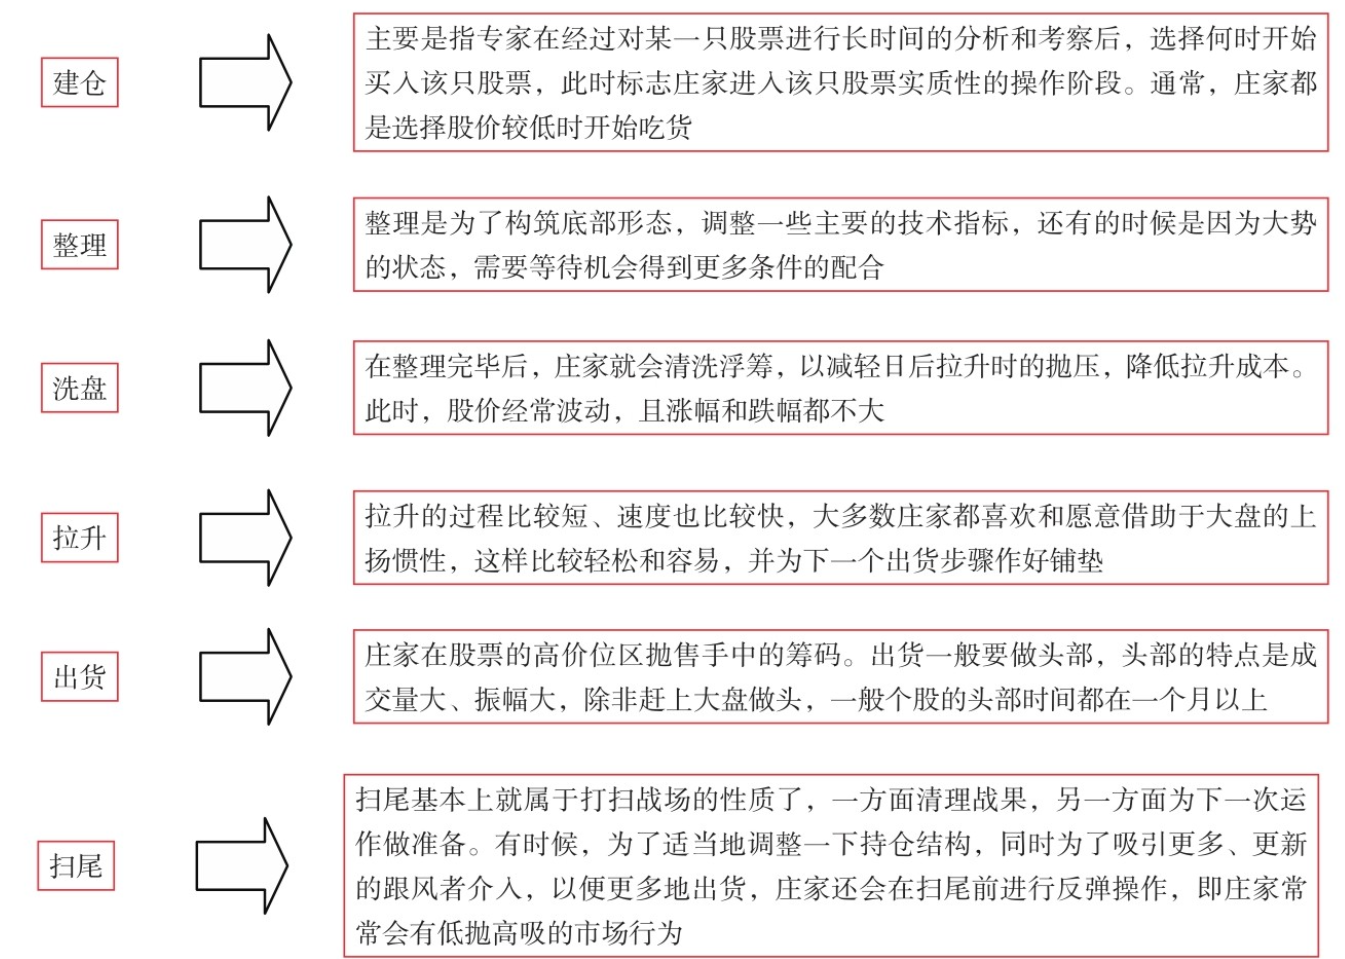 建仓
主要是指专家在经过对某一只股票进行长时间的分析和考察后，选择何时开始
买入该只股票，此时标志庄家进入该只股票实质性的操作阶段。通常，庄家都
是选择股价较低时开始吃货
整理
整理是为了构筑底部形态，调整一些主要的技术指标，还有的时候是因为大势
的状态，需要等待机会得到更多条件的配合
洗盘
在整理完毕后，庄家就会清洗浮筹，以减轻日后拉升时的抛压，降低拉升成本。
此时，股价经常波动，且涨幅和跌幅都不大
拉升
拉升的过程比较短、速度也比较快，大多数庄家都喜欢和愿意借助于大盘的上
扬惯性，这样比较轻松和容易，并为下一个出货步骤作好铺垫
出货
庄家在股票的高价位区抛售手中的筹码。出货一般要做头部，头部的特点是成
交量大、振幅大，除非赶上大盘做头，一般个股的头部时间都在一个月以上
扫尾
扫尾基本上就属于打扫战场的性质了，一方面清理战果，另一方面为下一次运
作做准备。有时候，为了适当地调整一下持仓结构，同时为了吸引更多、更新
的跟风者介入，以便更多地出货，庄家还会在扫尾前进行反弹操作，即庄家常
常会有低抛高吸的市场行为